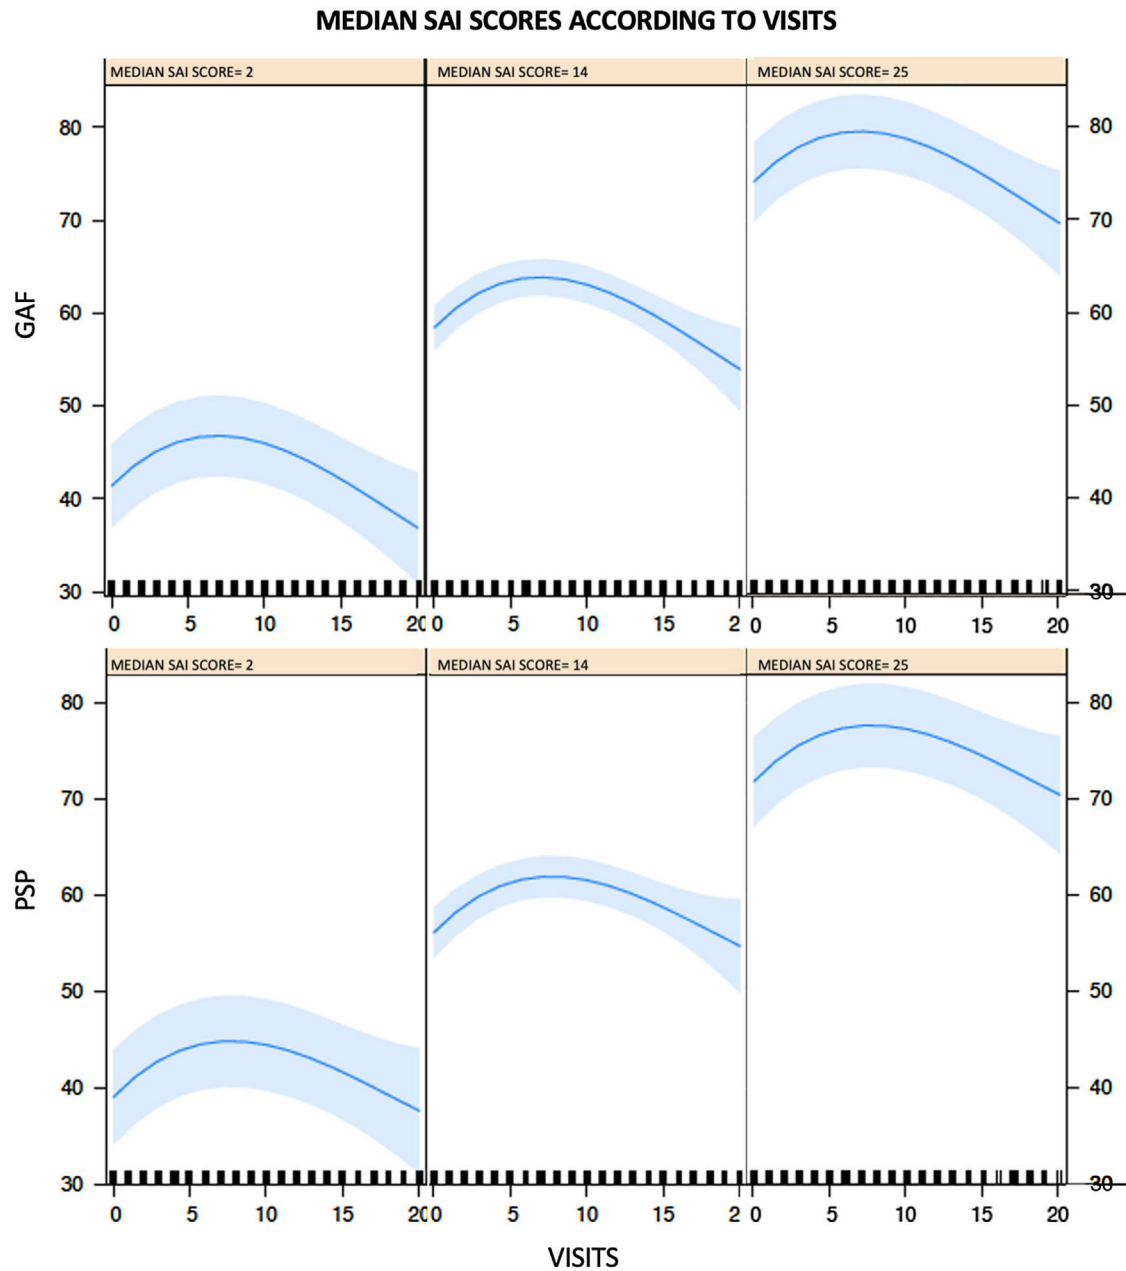 MEDIAN SAI SCORES ACCORDING TO VISITS
MEDIAN SAI SCORE= 2 MEDIAN SAI SCORE= 14 MEDIAN SAI SCORE= 25
80 80
70 70
GAF
60 60
50 50
40 40
30 30
0 5 10 15 20 0 5 10 15 2 0 5 10 15 20
MEDIAN SAI SCORE= 2 MEDIAN SAI SCORE= 14 MEDIAN SAI SCORE= 25
80 80
70 70
PSP
60 60
50 50
40 40
30 30
0 5 10 15 20 0 5 10 15 2 0 5 10 15 20
VISITS